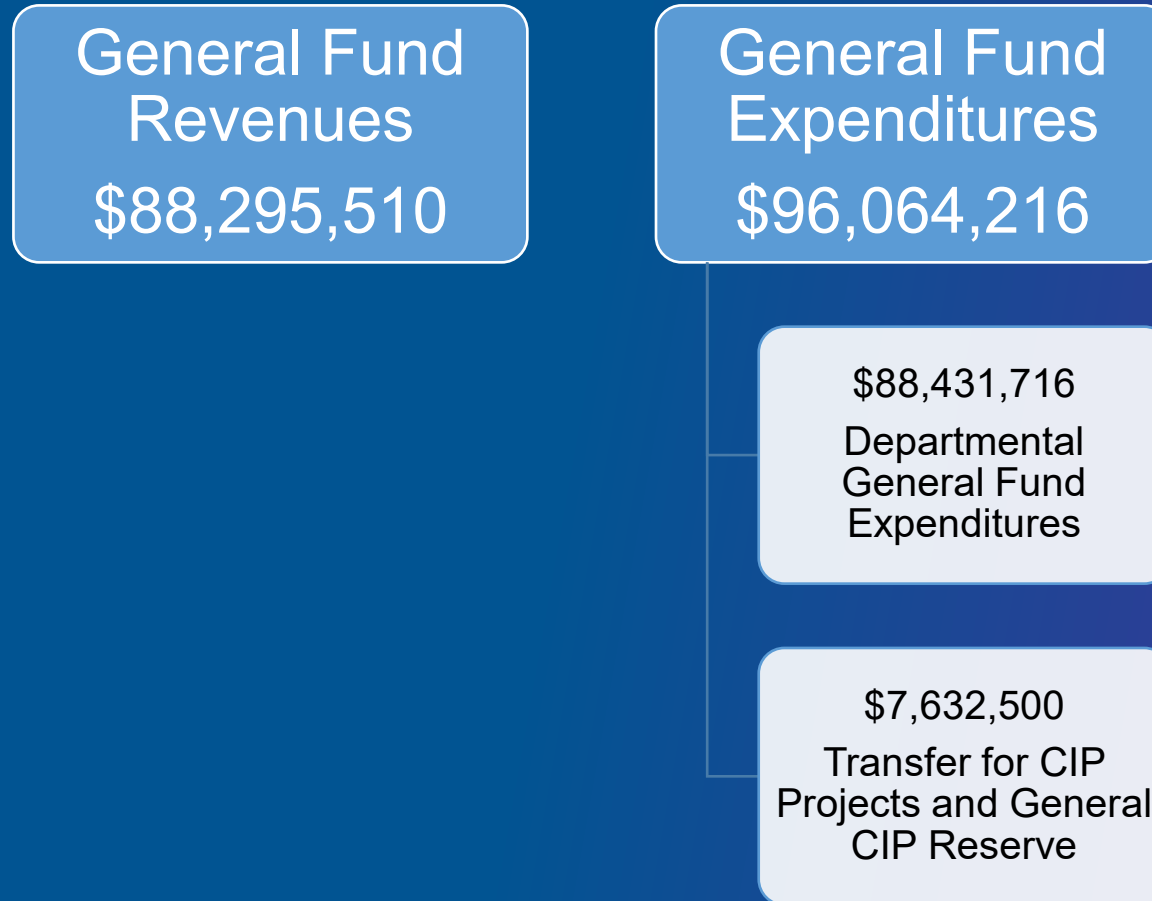 General Fund
Revenues
$88,295,510
General Fund
Expenditures
$96,064,216
$88,431,716
Departmental
General Fund
Expenditures
$7,632,500
Transfer for CIP
Projects and General
CIP Reserve